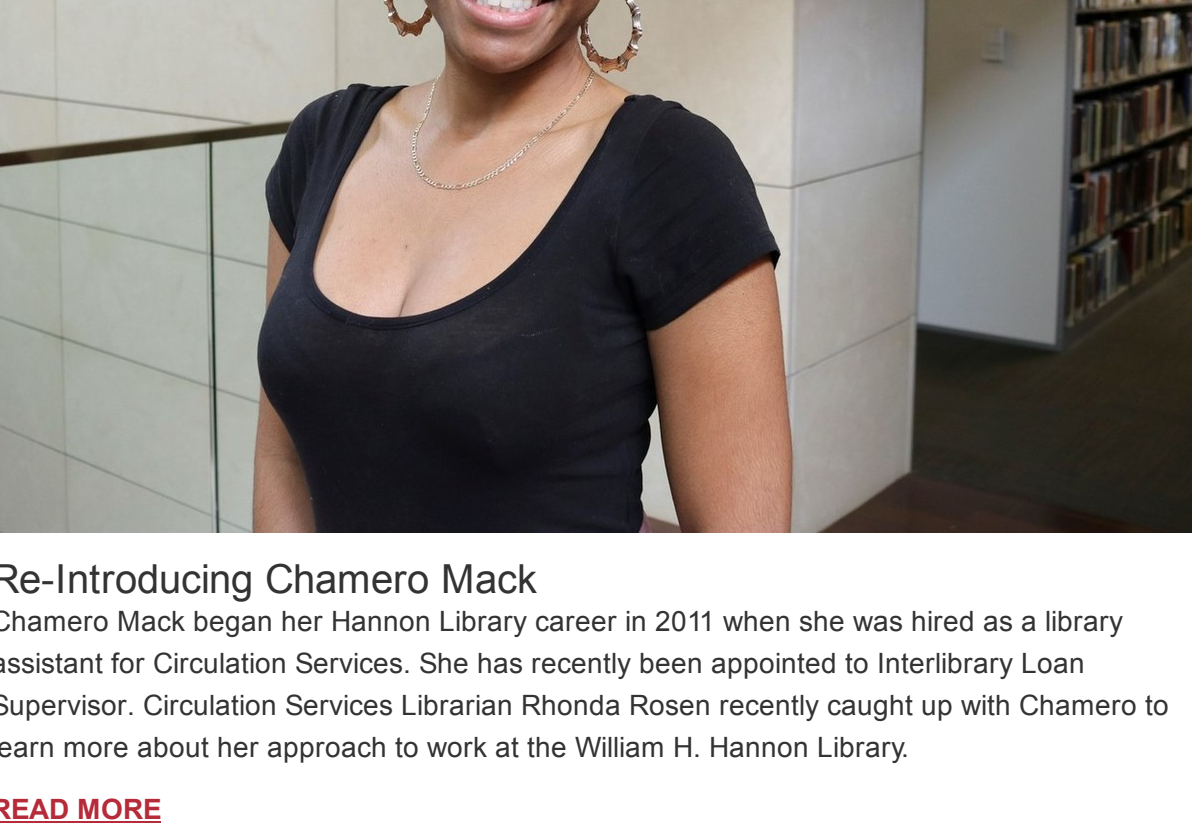 Re-Introducing Chamero Mack
Chamero Mack began her Hannon Library career in 2011 when she was hired as a library
assistant for Circulation Services. She has recently been appointed to Interlibrary Loan
Supervisor. Circulation Services Librarian Rhonda Rosen recently caught up with Chamero to
learn more about her approach to work at the William H. Hannon Library.
READ MORE